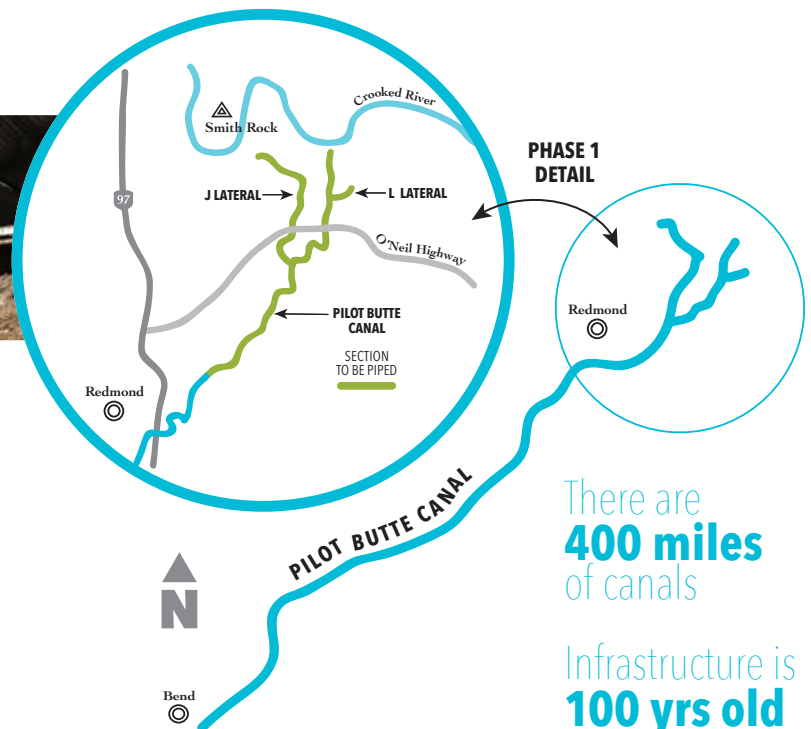 Crooked River
Smith Rock
PHASE 1
DETAIL
J LATERAL
L LATERAL
97
O'Neil Highway
Redmond
PILOT BUTTE
CANAL
SECTION
TO BE PIPED
Redmond
PILOT BUTTE CANAL
There are
400 miles
of canals
N
Infrastructure is
100 yrs old
Bend